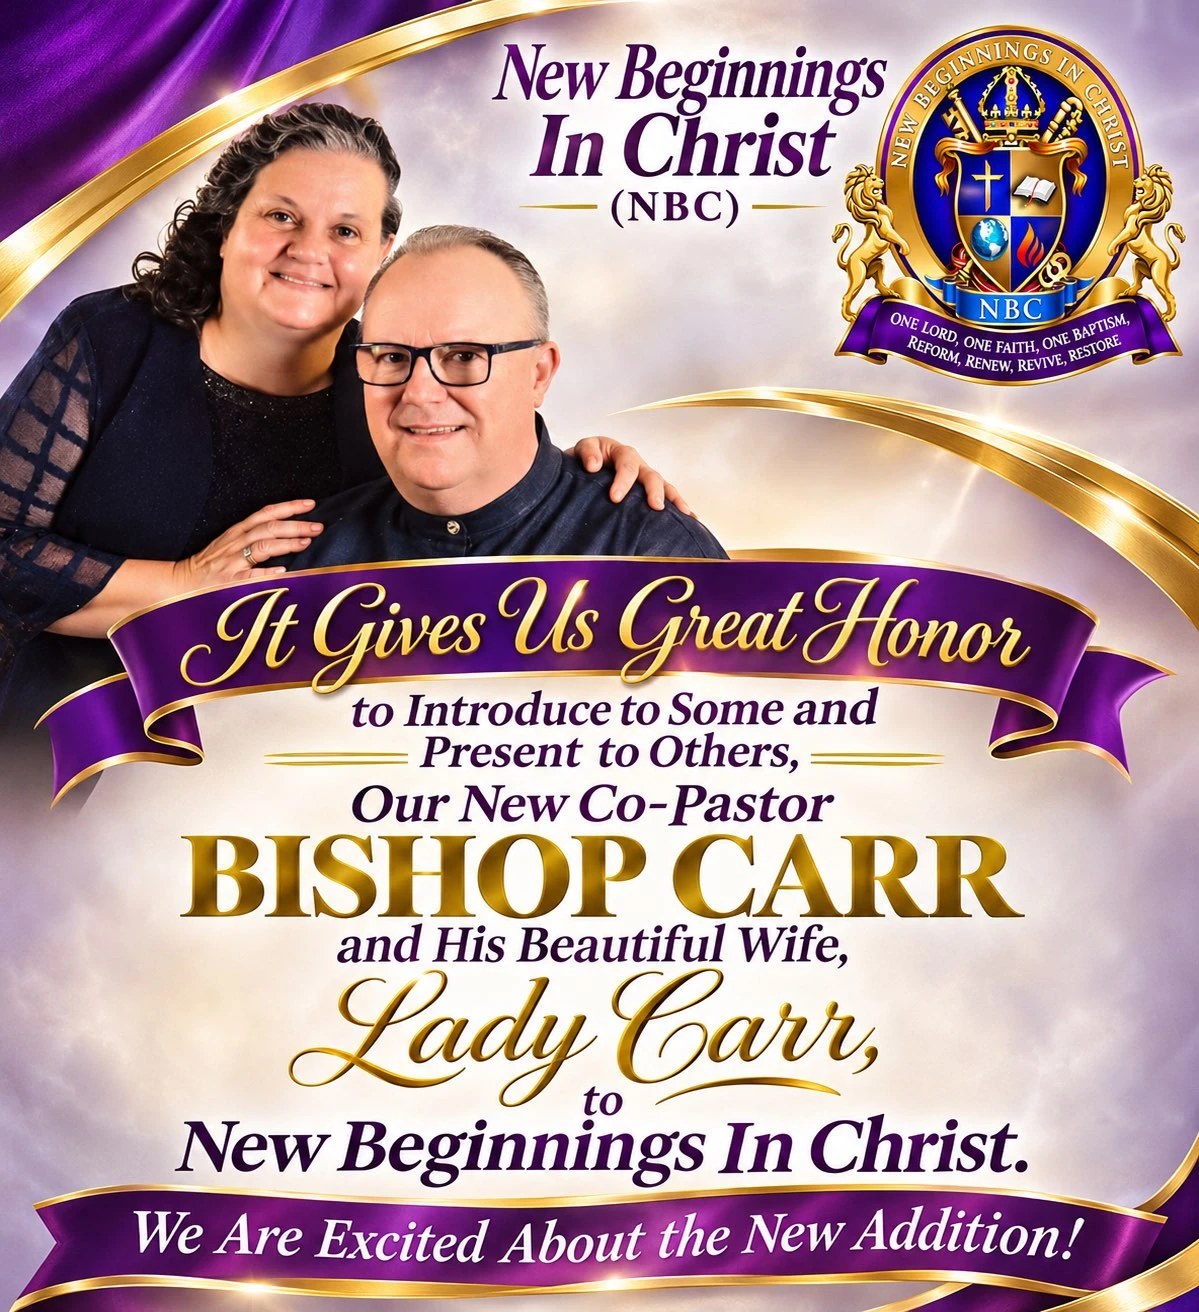 New Beginnings
In Christ
(NBC)
NEW BEGINNINGS IN CHRIST
NBC
ONE LORD, ONE FAITH, ONE BAPTISM,
REFORM, RENEW, REVIVE, RESTORE
It Gives Us Great Honor
to Introduce to Some and
Present to Others,
Our New Co-Pastor
BISHOP CARR
and His Beautiful Wife,
Lady Carr,
to
New Beginnings In Christ.
We Are Excited About the New Addition!